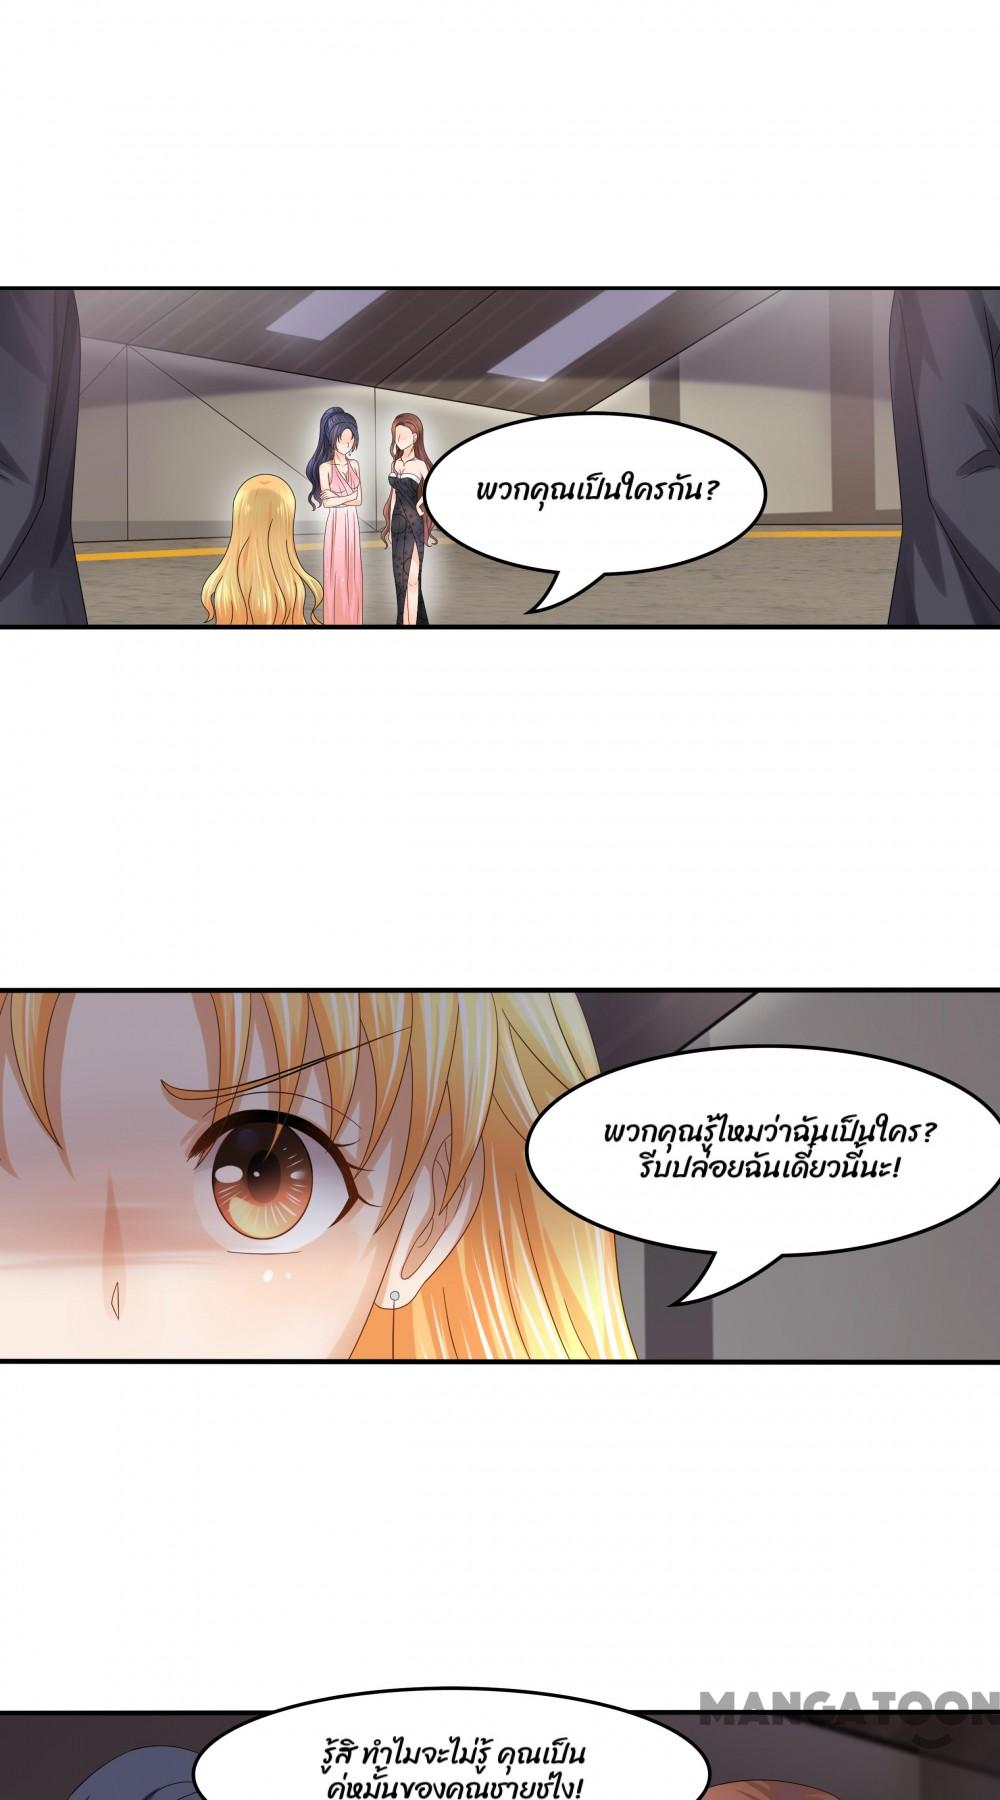 พวกคุณเป็นใครกัน?
พวกคุณรู้ไหมว่าฉันเป็นใคร?
รีบปล่อยฉันเดี๋ยวนี้นะ!
MANGATOON
รู้สิ ทำไมจะไม่รู้ คุณเป็น
คู่หมั้นของคุณชายชีไง!